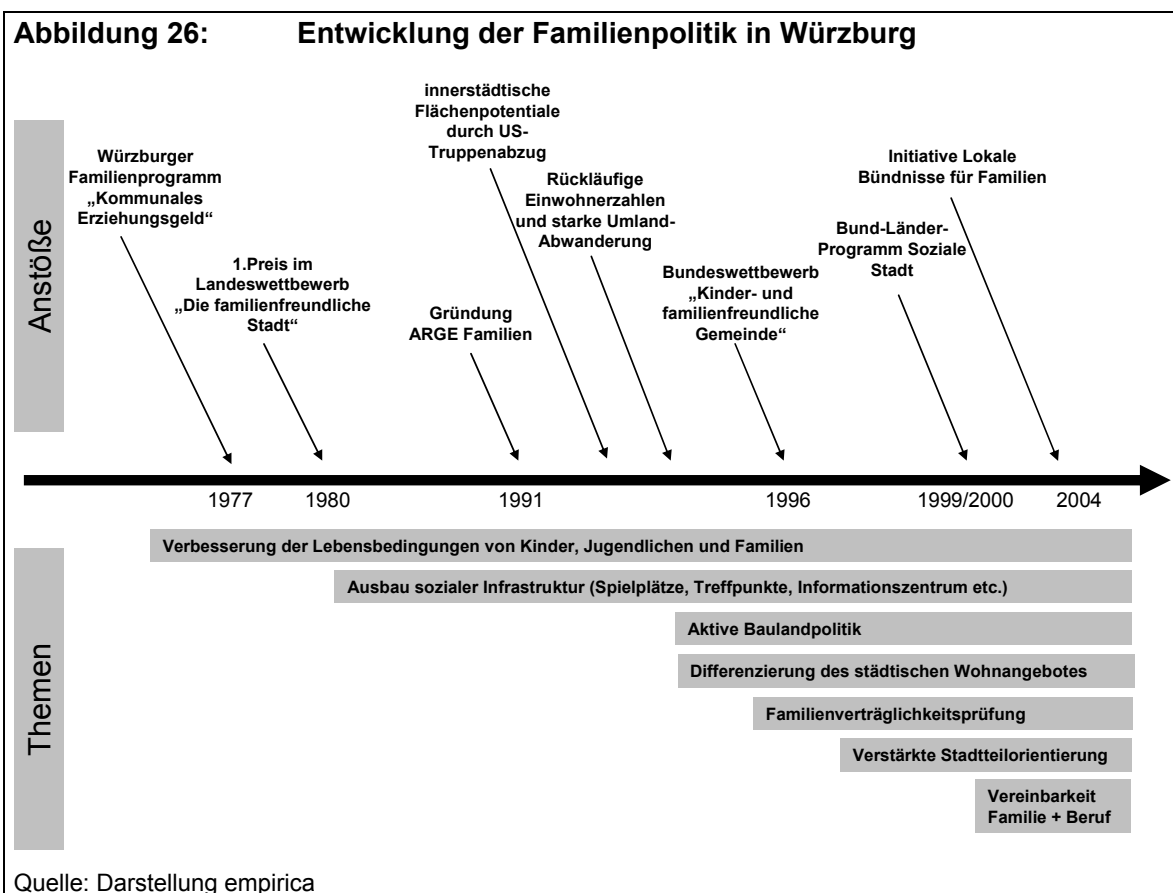 Abbildung 26: Entwicklung der Familienpolitik in Würzburg
Anstöße
Würzburger
Familienprogramm
„Kommunales
Erziehungsgeld“
1.Preis im
Landeswettbewerb
„Die familienfreundliche
Stadt“
innerstädtische
Flächenpotentiale
durch US-
Truppenabzug
Gründung
ARGE Familien
Rückläufige
Einwohnerzahlen
und starke Umland-
Abwanderung
Bundeswettbewerb
„Kinder- und
familienfreundliche
Gemeinde“
Initiative Lokale
Bündnisse für Familien
Bund-Länder-
Programm Soziale
Stadt
1977 1980 1991 1996 1999/2000 2004
Themen
Verbesserung der Lebensbedingungen von Kinder, Jugendlichen und Familien
Ausbau sozialer Infrastruktur (Spielplätze, Treffpunkte, Informationszentrum etc.)
Aktive Baulandpolitik
Differenzierung des städtischen Wohnangebotes
Familienverträglichkeitsprüfung
Verstärkte Stadtteilorientierung
Vereinbarkeit
Familie + Beruf
Quelle: Darstellung empirica